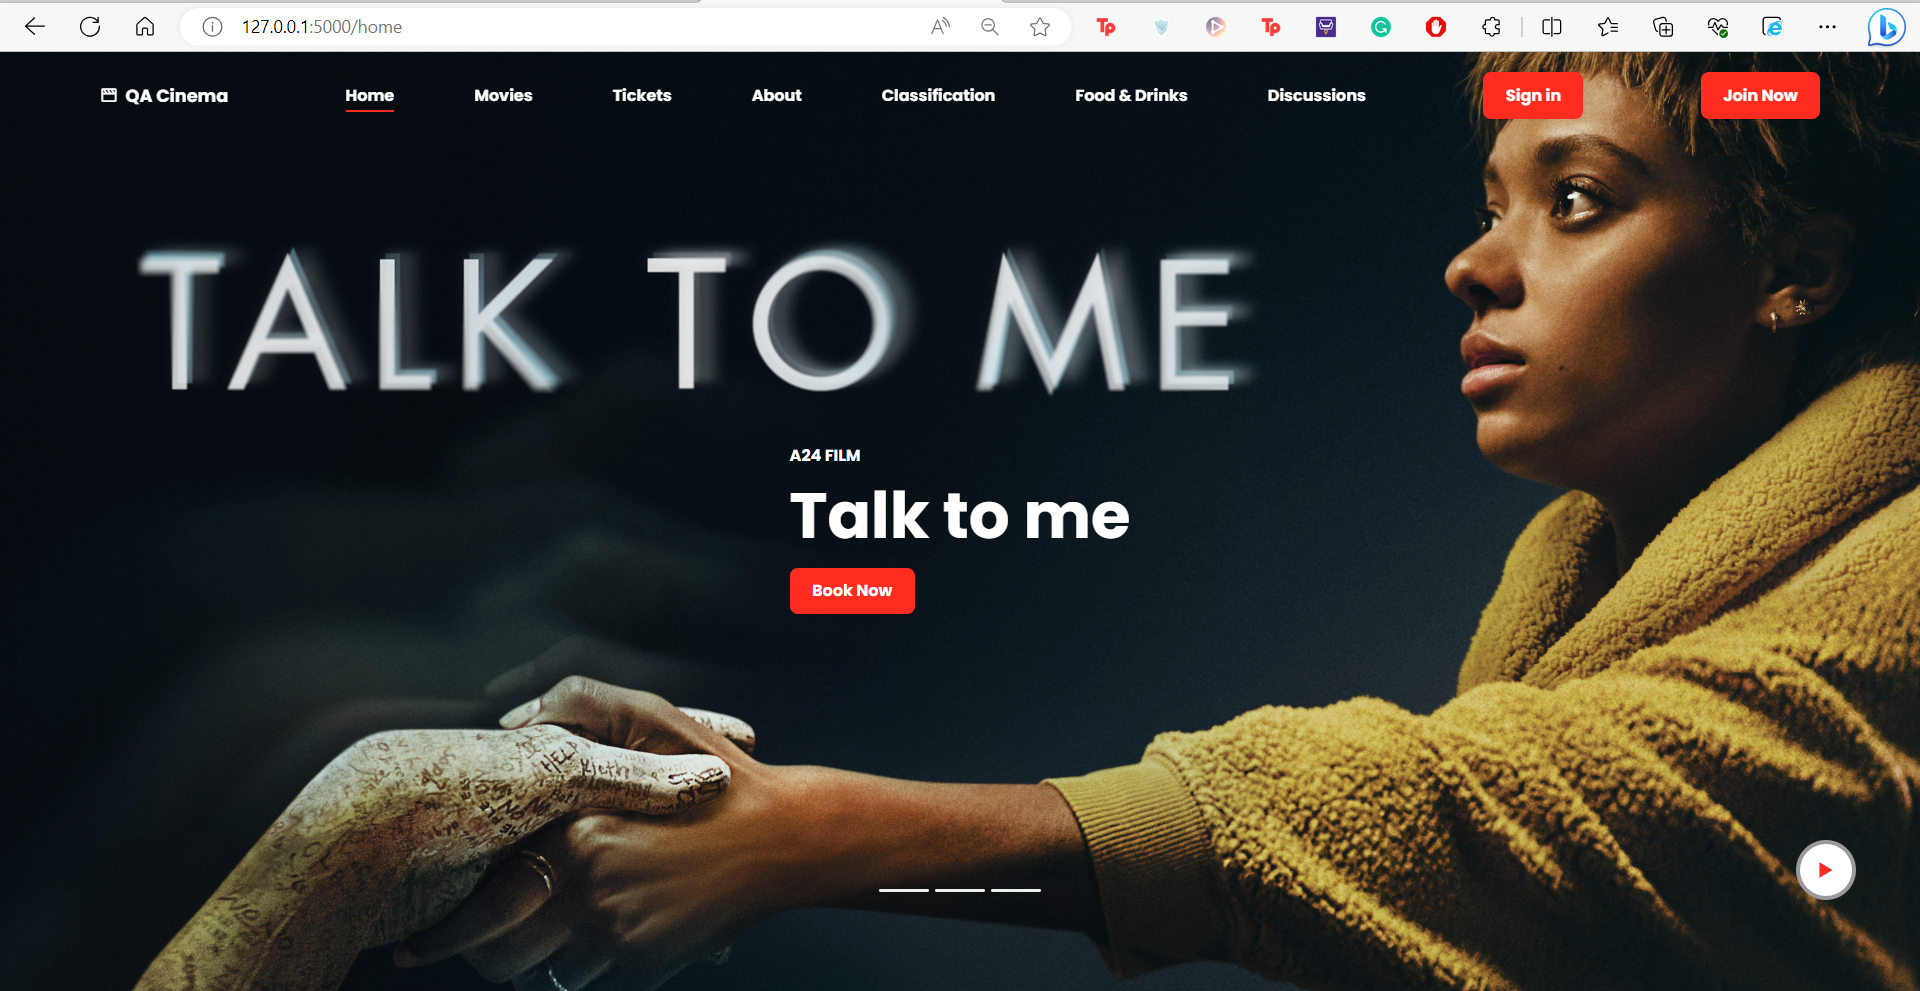 127.0.0.1:5000/home
QA Cinema
Home
Movies
Tickets
About
Classification
Food & Drinks
Discussions
Sign in
Join Now
TALK TO ME
A24 FILM
Talk to me
Book Now
HELP